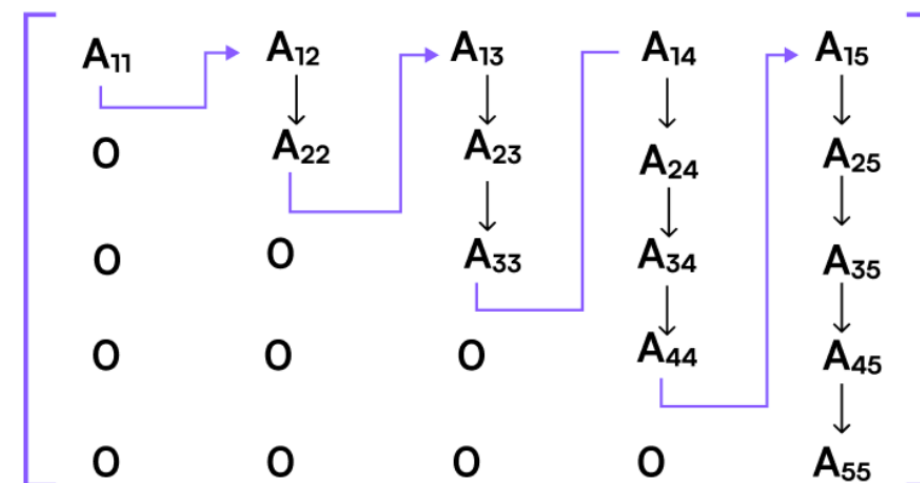 A₁₁ A₁₂ A₁₃ A₁₄ A₁₅
0 A₂₂ A₂₃ A₂₄ A₂₅
0 0 A₃₃ A₃₄ A₃₅
0 0 0 A₄₄ A₄₅
0 0 0 0 A₅₅